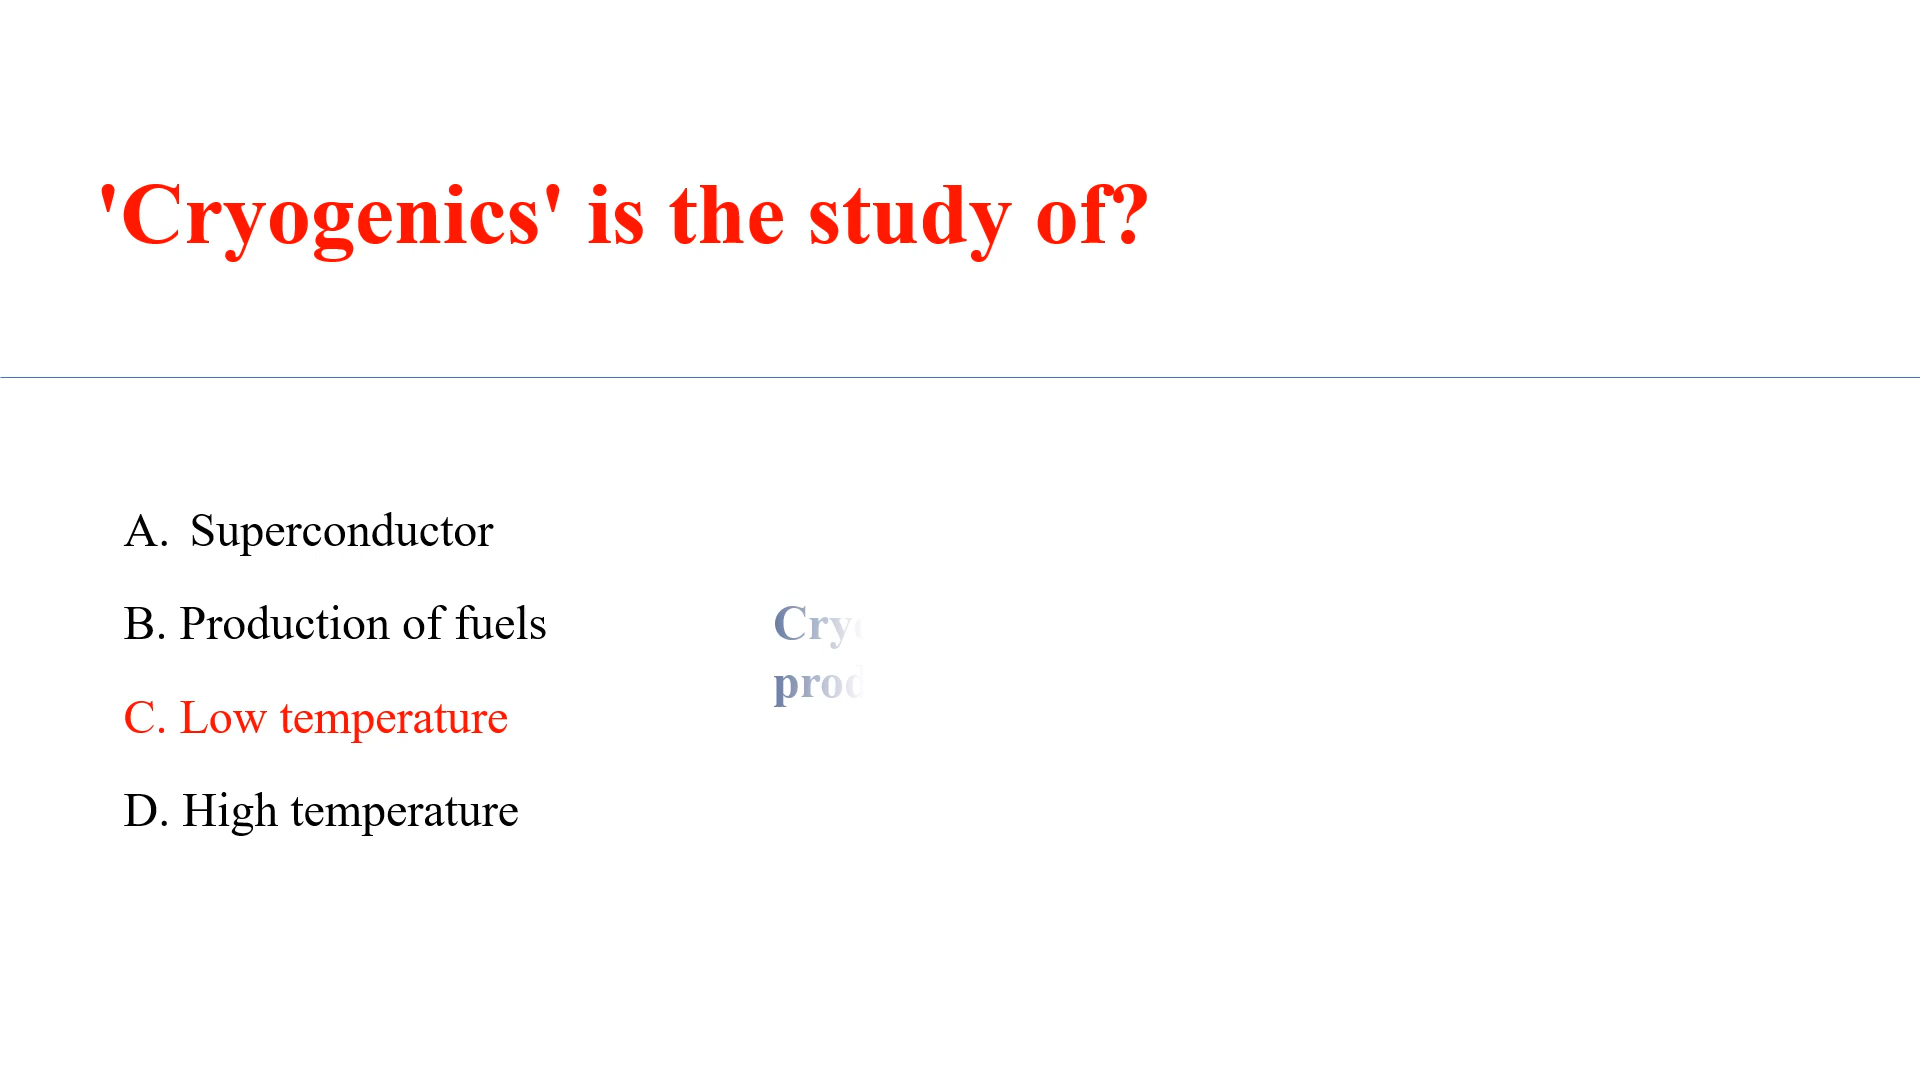 'Cryogenics' is the study of?
A. Superconductor
B. Production of fuels
C. Low temperature
D. High temperature